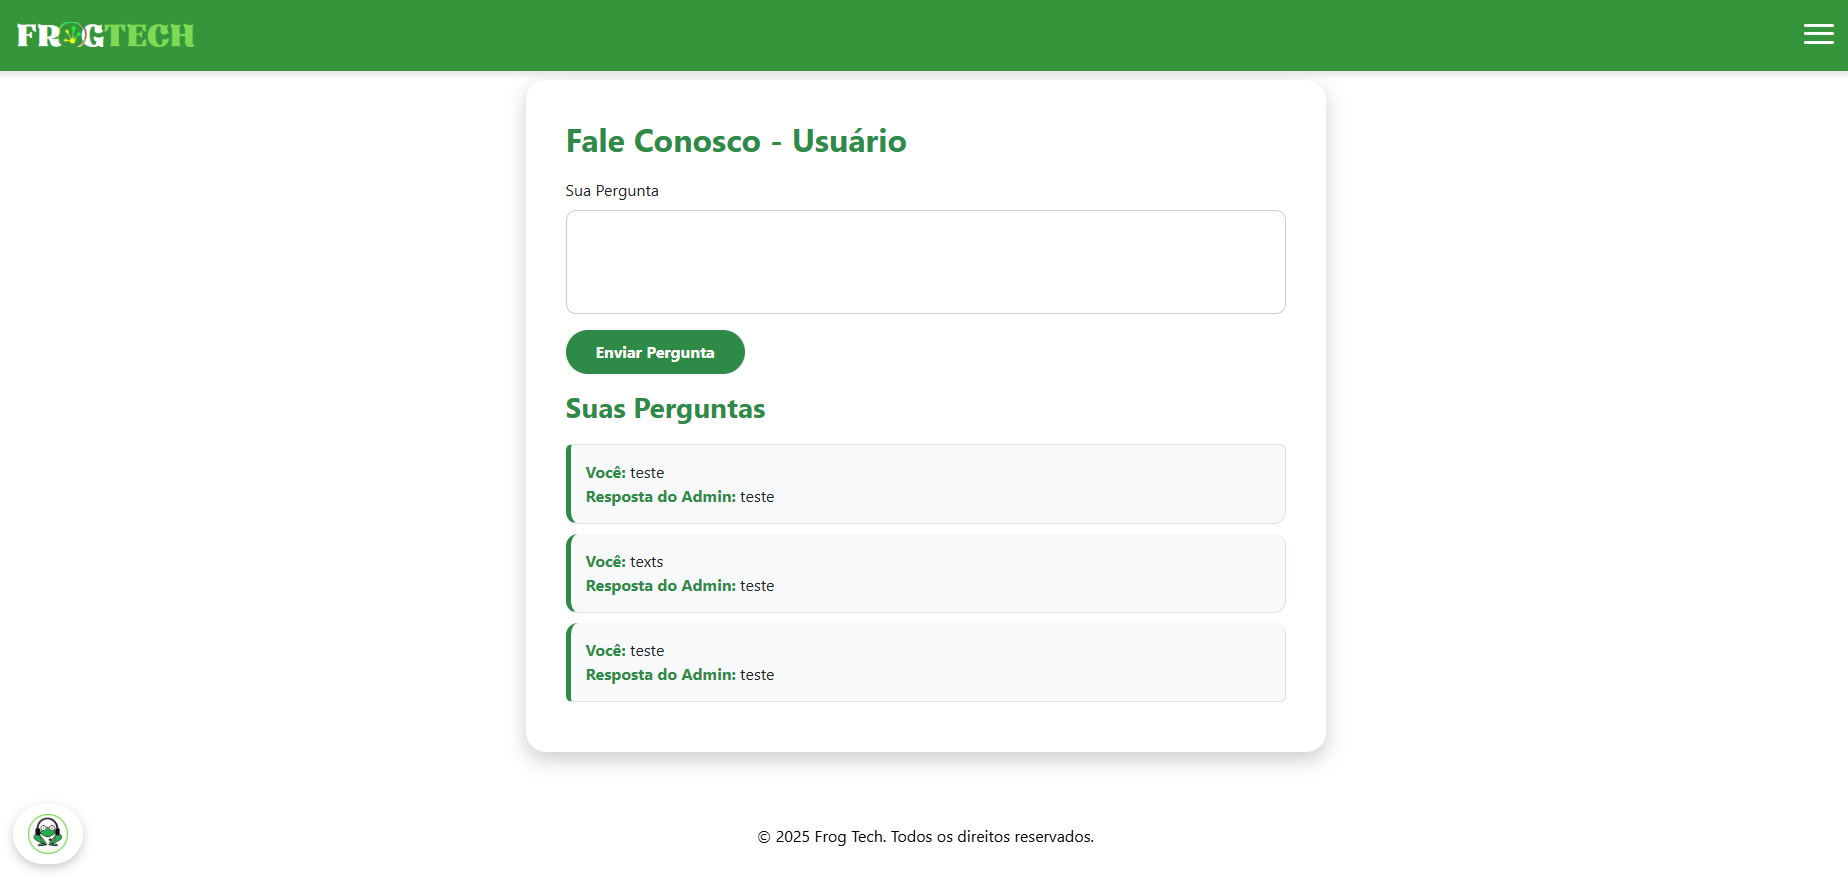 FROGTECH
Fale Conosco - Usuário
Sua Pergunta
Enviar Pergunta
Suas Perguntas
Você: teste
Resposta do Admin: teste
Você: texts
Resposta do Admin: teste
Você: teste
Resposta do Admin: teste
© 2025 Frog Tech. Todos os direitos reservados.